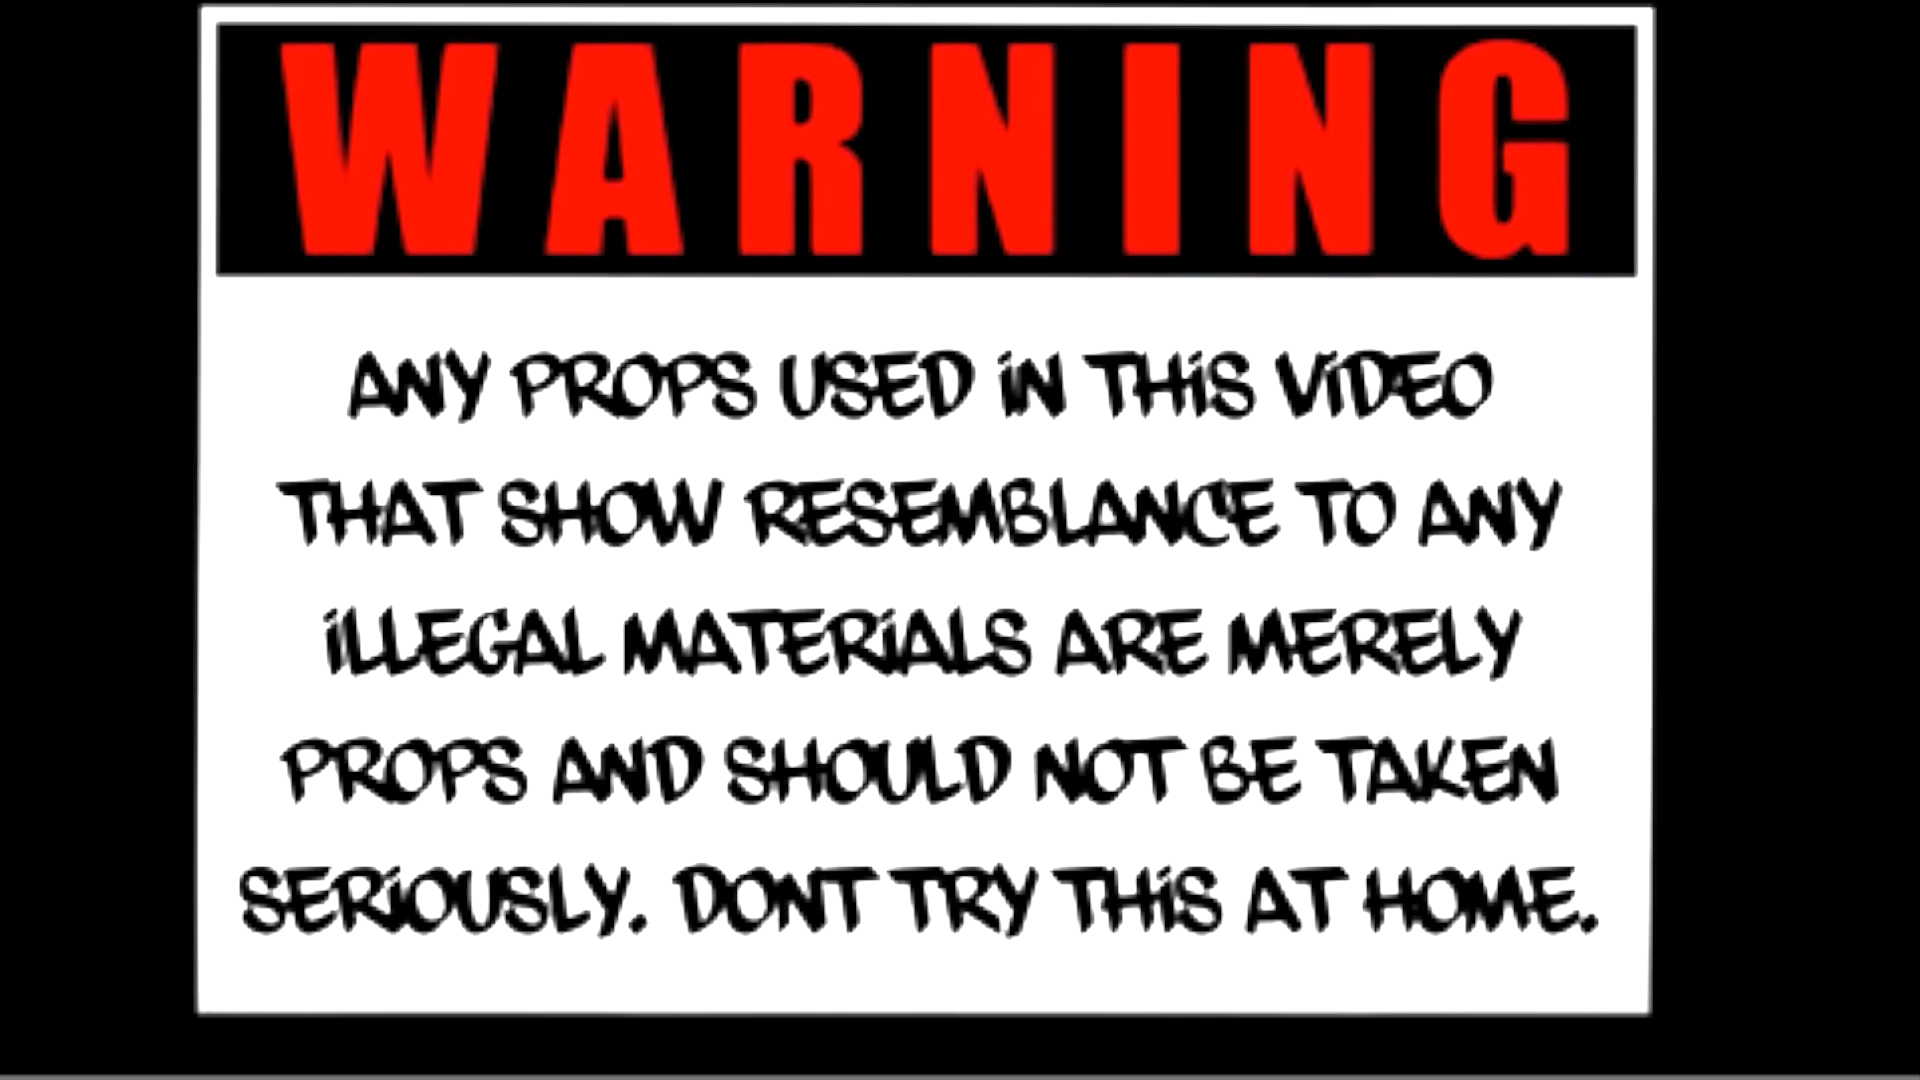 WARNING
ANY PROPS USED iN THiS ViDEO
THAT SHOW RESEMBLANCE TO ANY
iLLEGAL MATERiALS ARE MERELY
PROPS AND SHOULD NOT BE TAKEN
SERiOUSLY. DONT TRY THiS AT HOME.